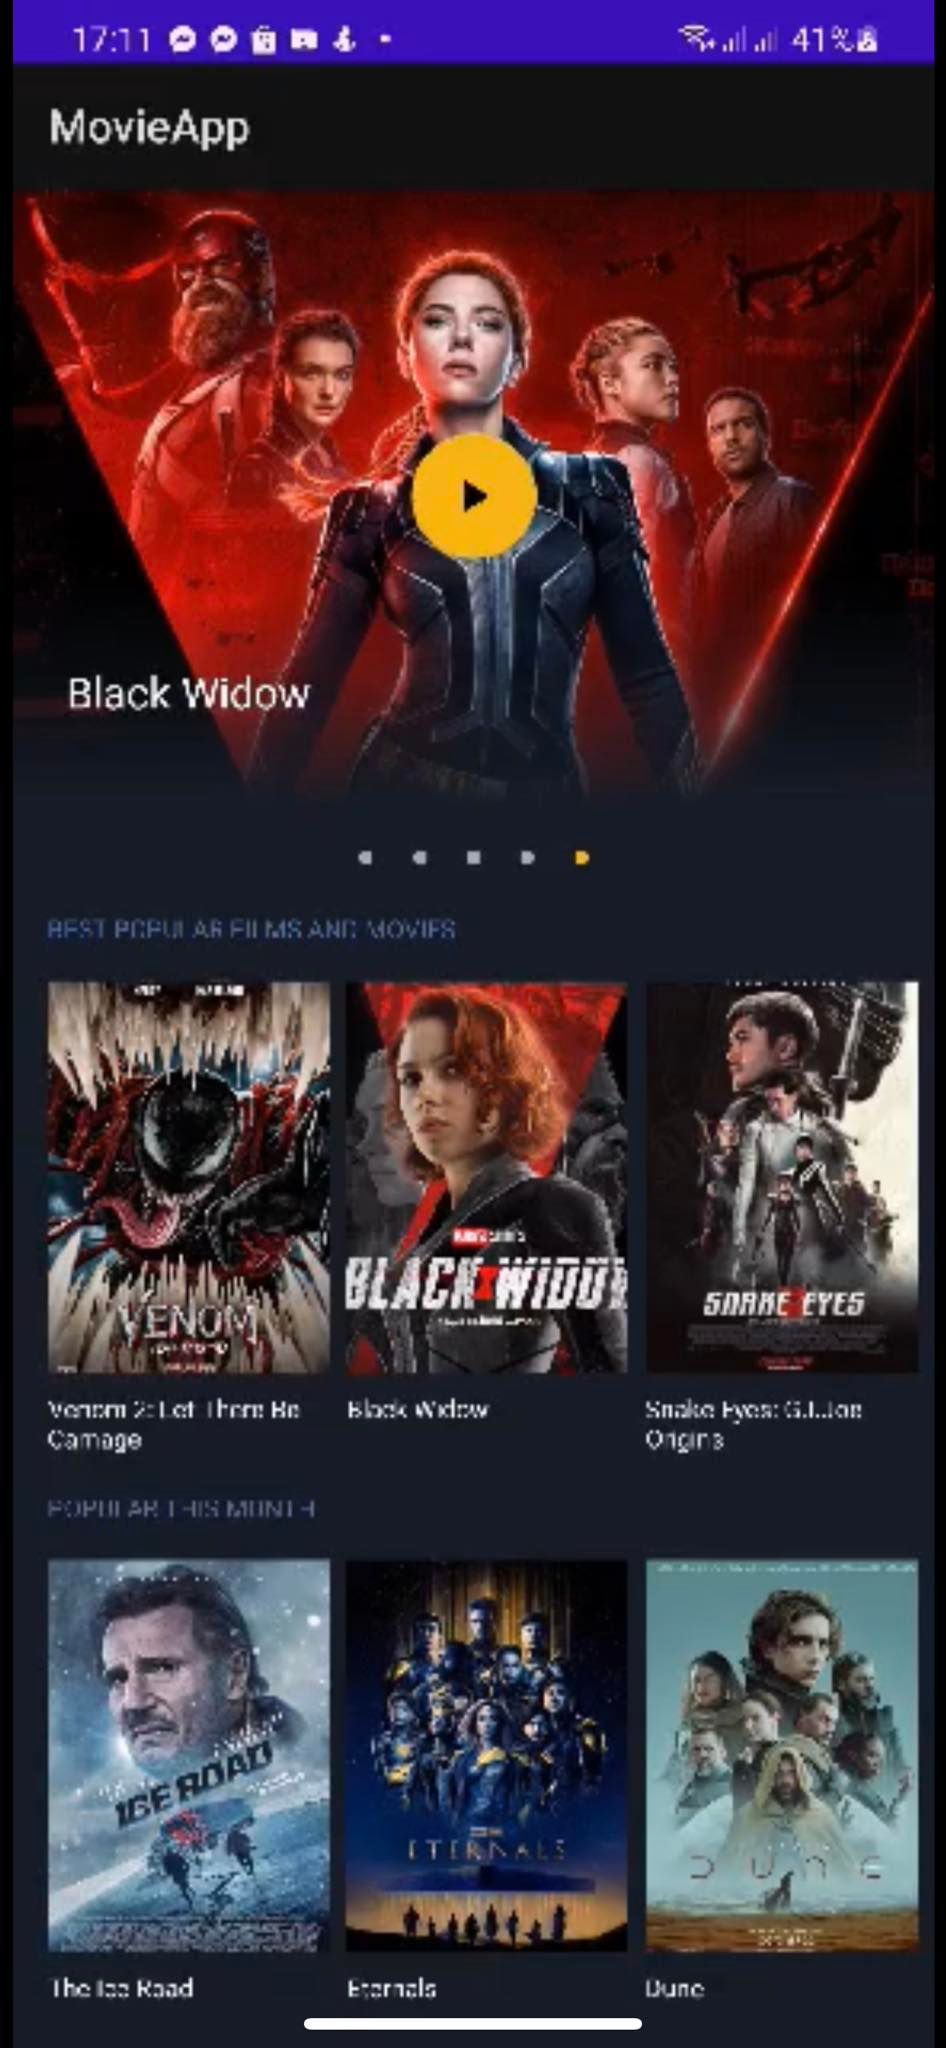 17:11
41%
MovieApp
Black Widow
BEST POPULAR FILMS AND MOVIES
VENOM
BLACK WIDOW
SNAKE EYES
Venom 2: Let There Be
Carnage
Black Widow
Snake Eyes: G.I.Joe
Origins
POPULAR THIS MONTH
ICE ROAD
ETERNALS
DUNE
The Ice Road
Eternals
Dune